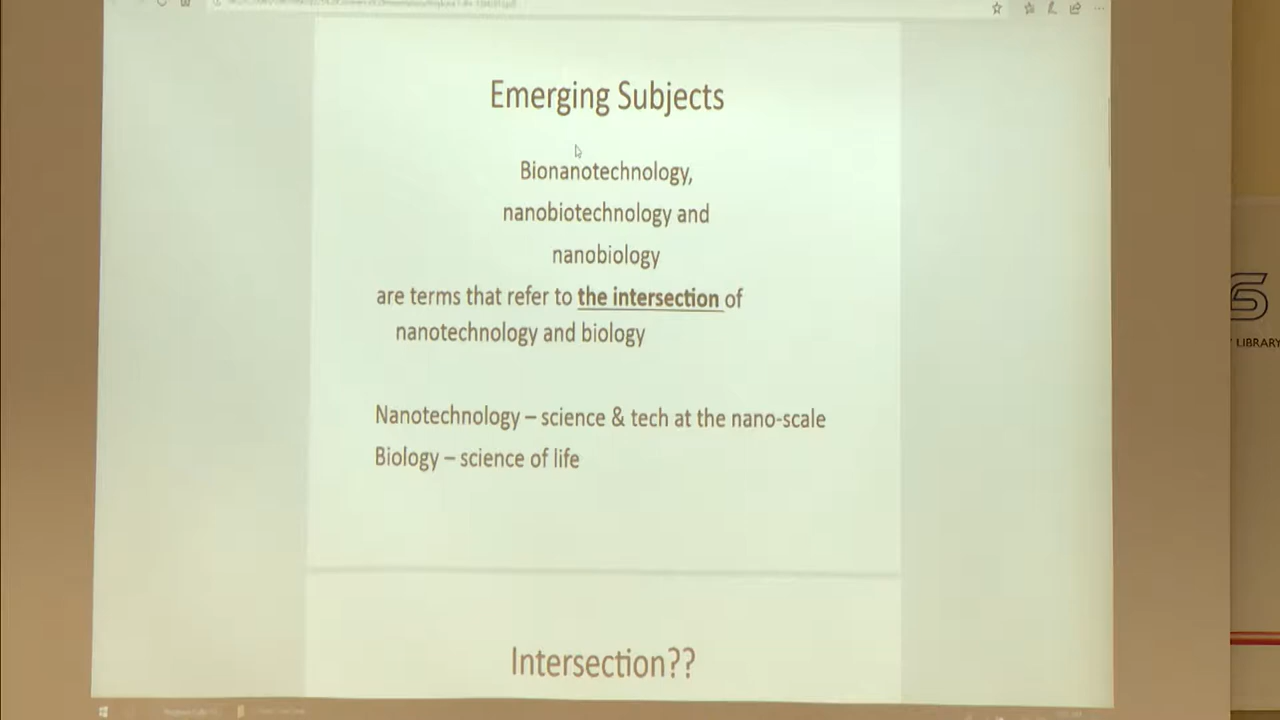 Emerging Subjects
Bionanotechnology,
nanobiotechnology and
nanobiology
are terms that refer to the intersection of
nanotechnology and biology
Nanotechnology – science & tech at the nano-scale
Biology – science of life
Intersection??
LIBRARY